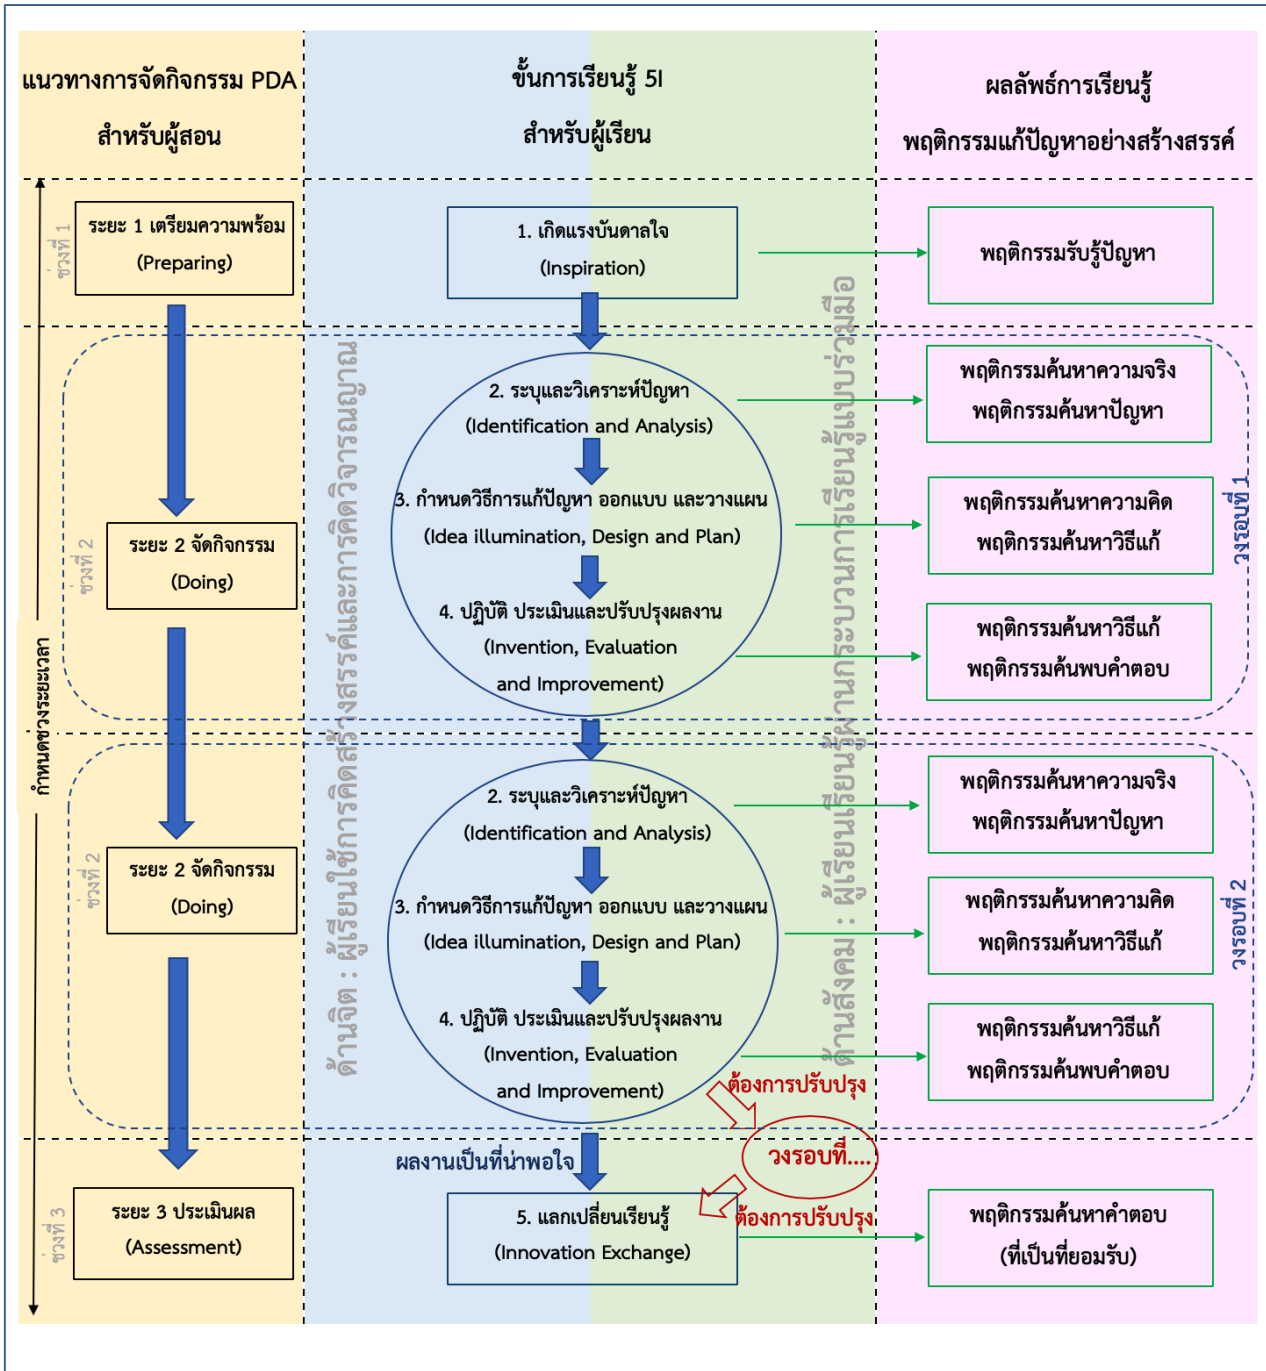 แนวทางการจัดกิจกรรม PDA
สำหรับผู้สอน
ขั้นการเรียนรู้ 5I
สำหรับผู้เรียน
ผลลัพธ์การเรียนรู้
พฤติกรรมแก้ปัญหาอย่างสร้างสรรค์
กำหนดช่วงระยะเวลา
ช่วงที่ 1
ระยะ 1 เตรียมความพร้อม
(Preparing)
1. เกิดแรงบันดาลใจ
(Inspiration)
พฤติกรรมรับรู้ปัญหา
ด้านจิต : ผู้เรียนใช้การคิดสร้างสรรค์และการคิดวิจารณญาณ
ด้านสังคม : ผู้เรียนเรียนรู้ผ่านกระบวนการเรียนรู้แบบร่วมมือ
ช่วงที่ 2
ระยะ 2 จัดกิจกรรม
(Doing)
2. ระบุและวิเคราะห์ปัญหา
(Identification and Analysis)
3. กำหนดวิธีการแก้ปัญหา ออกแบบ และวางแผน
(Idea illumination, Design and Plan)
4. ปฏิบัติ ประเมินและปรับปรุงผลงาน
(Invention, Evaluation
and Improvement)
พฤติกรรมค้นหาความจริง
พฤติกรรมค้นหาปัญหา
พฤติกรรมค้นหาความคิด
พฤติกรรมค้นหาวิธีแก้
พฤติกรรมค้นหาวิธีแก้
พฤติกรรมค้นพบคำตอบ
วงรอบที่ 1
ช่วงที่ 2
ระยะ 2 จัดกิจกรรม
(Doing)
2. ระบุและวิเคราะห์ปัญหา
(Identification and Analysis)
3. กำหนดวิธีการแก้ปัญหา ออกแบบ และวางแผน
(Idea illumination, Design and Plan)
4. ปฏิบัติ ประเมินและปรับปรุงผลงาน
(Invention, Evaluation
and Improvement)
พฤติกรรมค้นหาความจริง
พฤติกรรมค้นหาปัญหา
พฤติกรรมค้นหาความคิด
พฤติกรรมค้นหาวิธีแก้
พฤติกรรมค้นหาวิธีแก้
พฤติกรรมค้นพบคำตอบ
วงรอบที่ 2
ต้องการปรับปรุง
วงรอบที่....
ผลงานเป็นที่น่าพอใจ
ต้องการปรับปรุง
ช่วงที่ 3
ระยะ 3 ประเมินผล
(Assessment)
5. แลกเปลี่ยนเรียนรู้
(Innovation Exchange)
พฤติกรรมค้นหาคำตอบ
(ที่เป็นที่ยอมรับ)